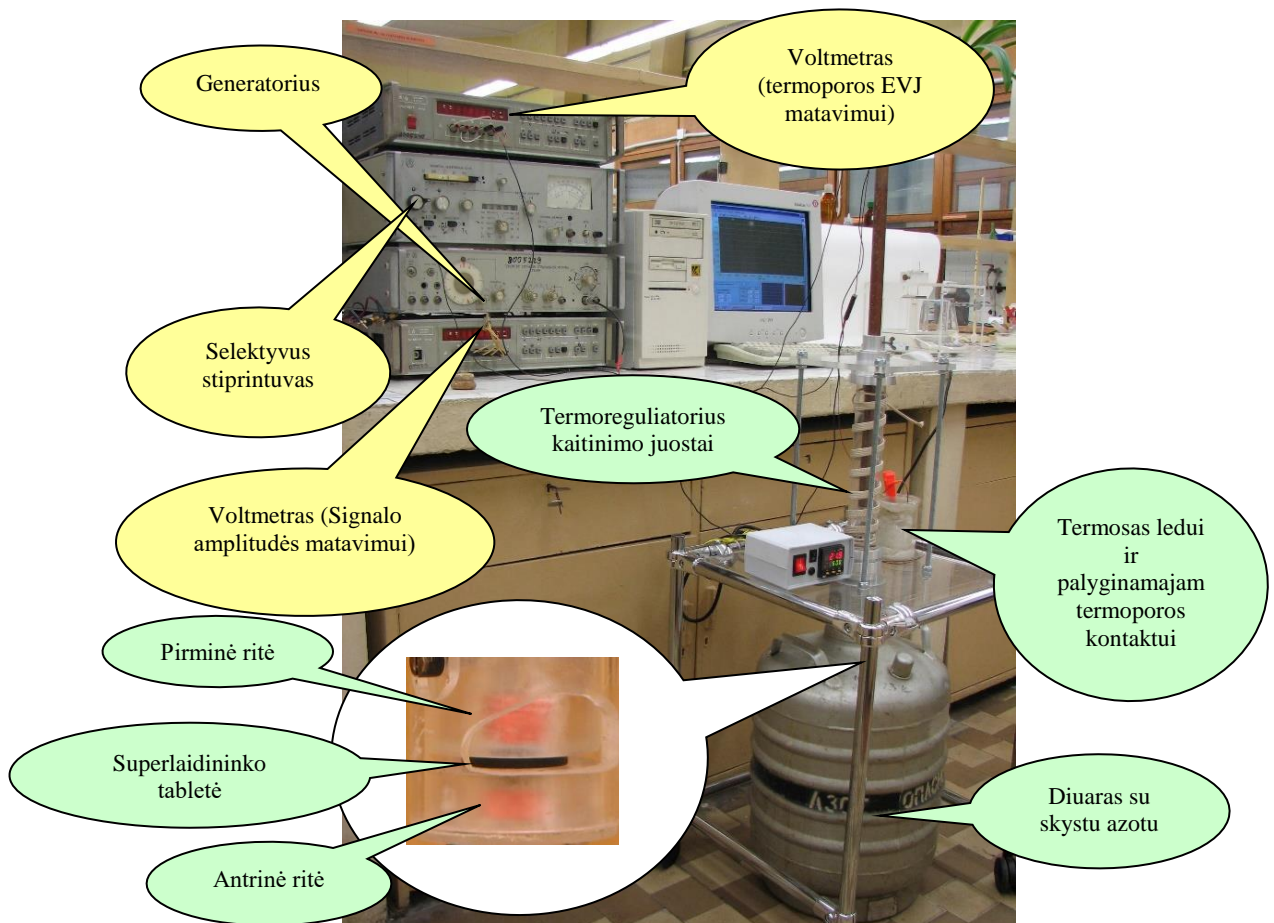 Generatorius
Voltmetras
(termoporos EVJ
matavimui)
Selektyvus
stiprintuvas
Termoreguliatorius
kaitinimo juostai
Voltmetras (Signalo
amplitudės matavimui)
Termosas ledui
ir
palyginamajam
termoporos
kontaktui
Pirminė ritė
Superlaidininko
tabletė
Antrinė ritė
Diuaras su
skystu azotu
АЗОТ